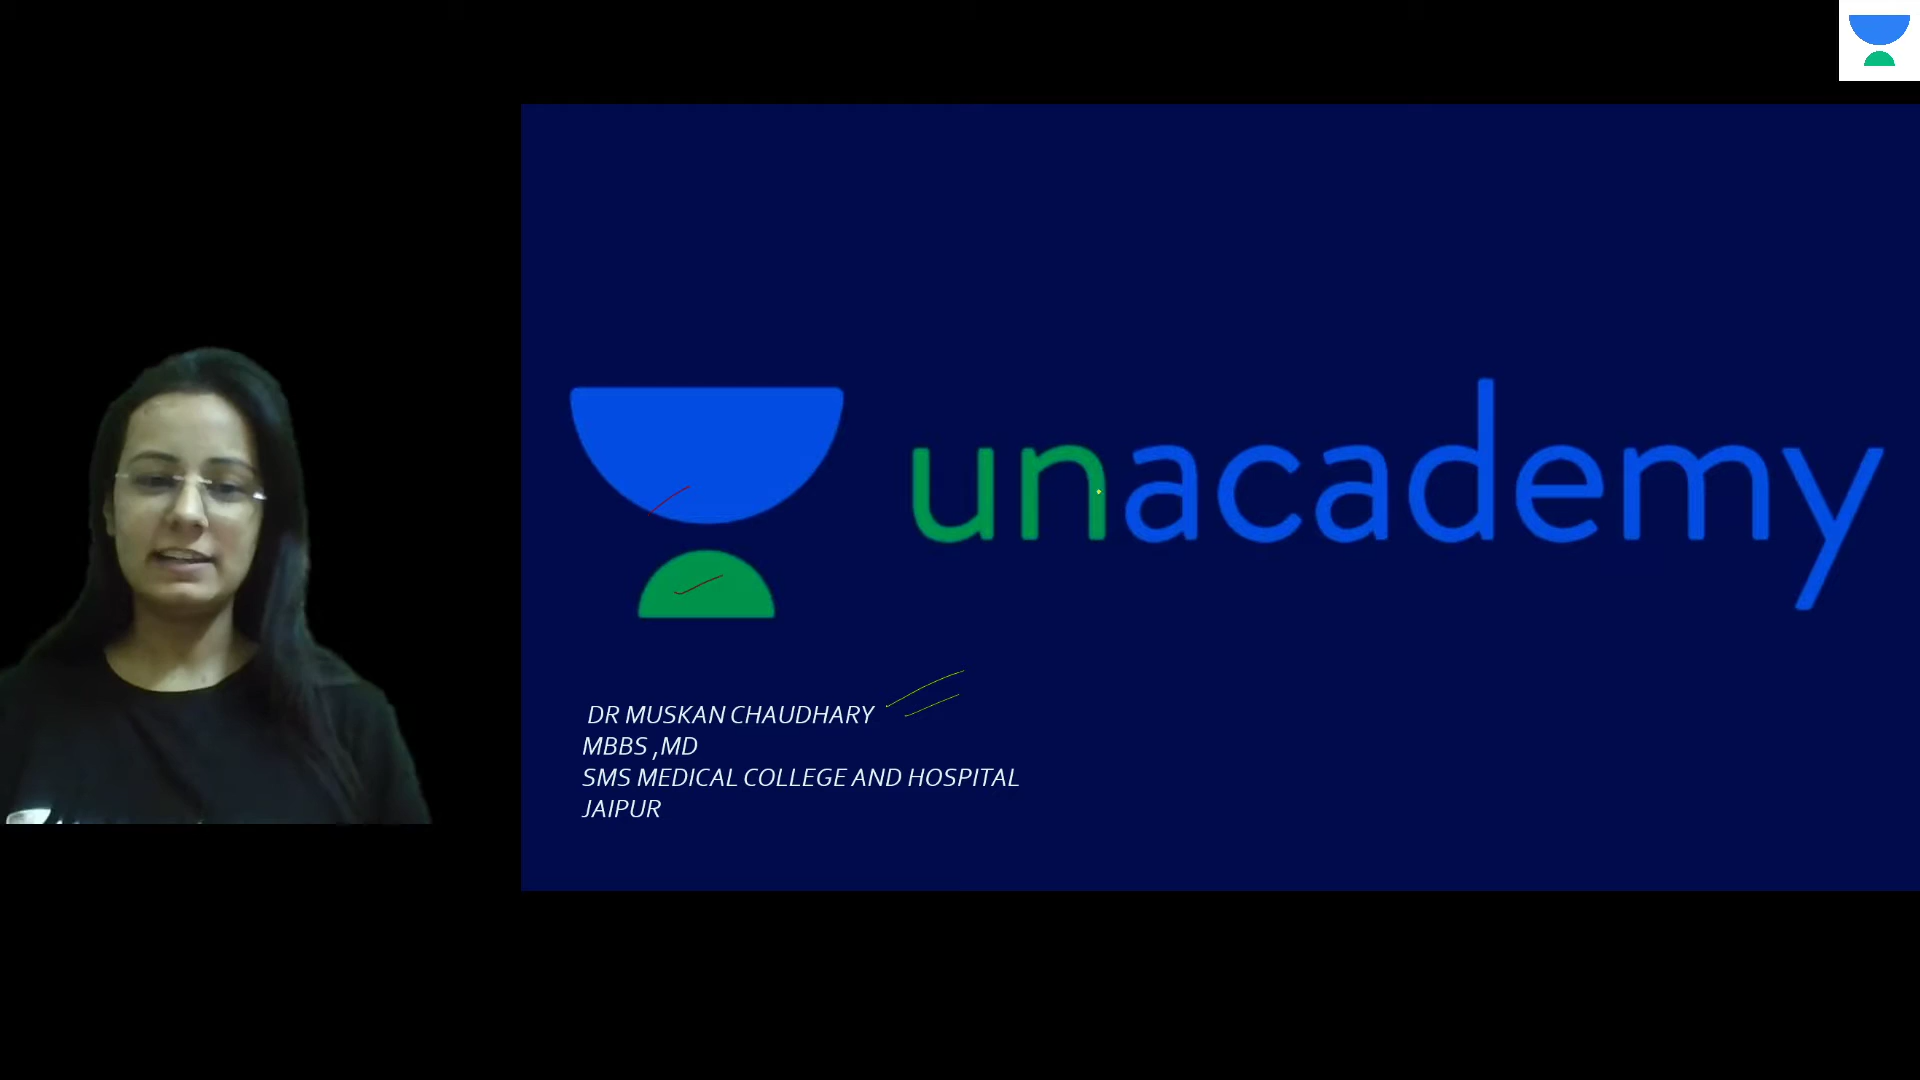 unacademy
DR MUSKAN CHAUDHARY
MBBS ,MD
SMS MEDICAL COLLEGE AND HOSPITAL
JAIPUR